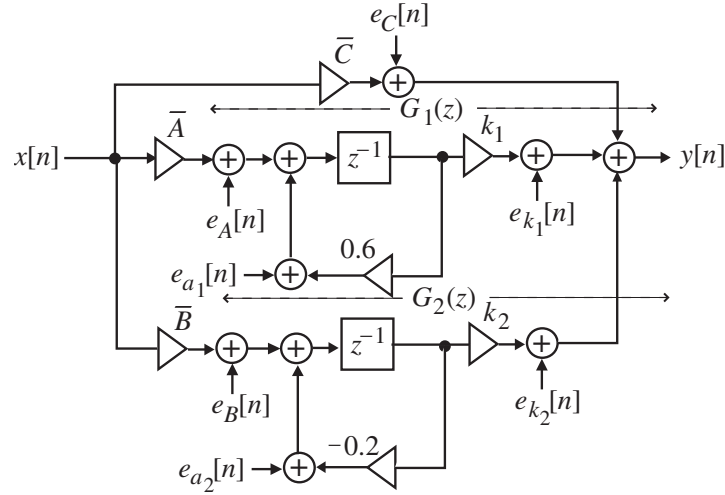 e_C[n]
C̅
G_1(z)
A̅
k_1
x[n]
z^{-1}
y[n]
e_A[n]
e_{k_1}[n]
0.6
e_{a_1}[n]
G_2(z)
B̅
k_2
z^{-1}
e_B[n]
e_{k_2}[n]
−0.2
e_{a_2}[n]